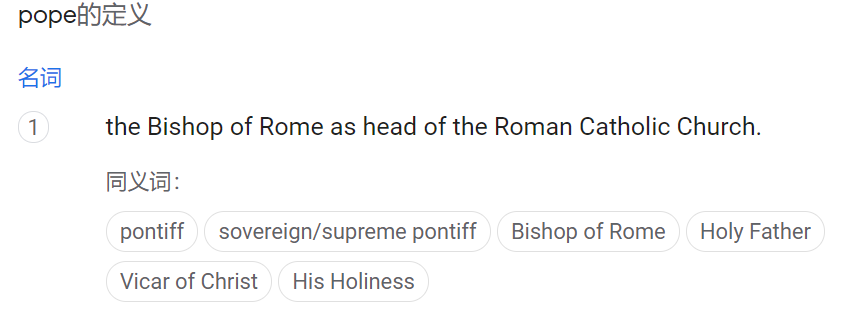 pope的定义
名词
1 the Bishop of Rome as head of the Roman Catholic Church.
同义词：
pontiff sovereign/supreme pontiff Bishop of Rome Holy Father
Vicar of Christ His Holiness